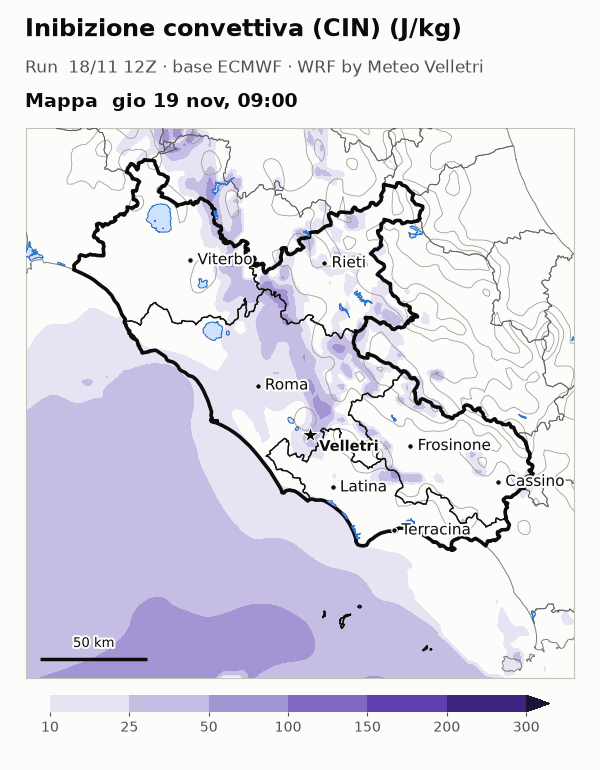 Inibizione convettiva (CIN) (J/kg)
Run 18/11 12Z · base ECMWF · WRF by Meteo Velletri
Mappa gio 19 nov, 09:00
Viterbo
Rieti
Roma
Velletri
Frosinone
Cassino
Latina
Terracina
50 km
10 25 50 100 150 200 300